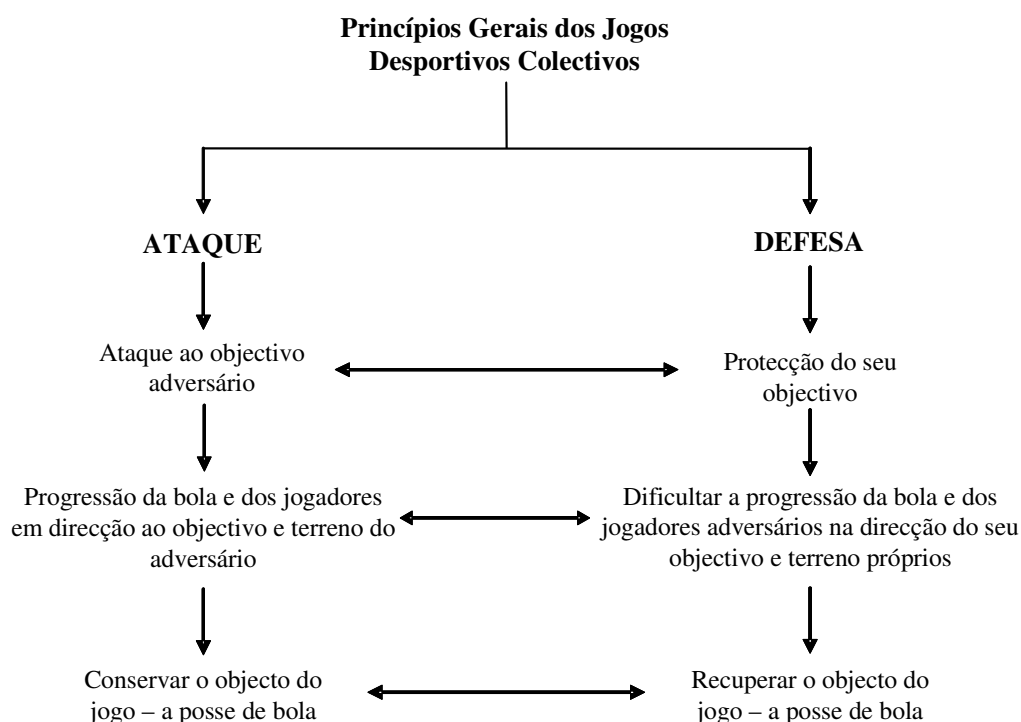 Princípios Gerais dos Jogos
Desportivos Colectivos
ATAQUE
DEFESA
Ataque ao objectivo
adversário
Protecção do seu
objectivo
Progressão da bola e dos jogadores
em direcção ao objectivo e terreno do
adversário
Dificultar a progressão da bola e dos
jogadores adversários na direcção do seu
objectivo e terreno próprios
Conservar o objecto do
jogo – a posse de bola
Recuperar o objecto do
jogo – a posse de bola